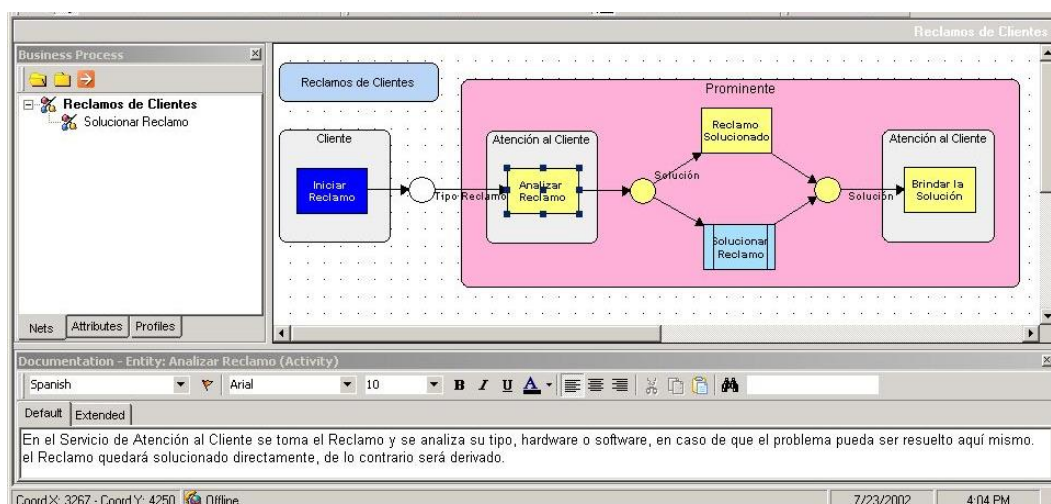 Reclamos de Clientes
Business Process
Reclamos de Clientes
Solucionar Reclamo
Nets
Attributes
Profiles
Reclamos de Clientes
Prominente
Cliente
Iniciar
Reclamo
Tipo Reclamo
Atención al Cliente
Analizar
Reclamo
Solución
Reclamo
Solucionado
Solucionar
Reclamo
Solución
Atención al Cliente
Brindar la
Solución
Documentation - Entity: Analizar Reclamo (Activity)
Spanish
Arial
10
B I U A
Default
Extended
En el Servicio de Atención al Cliente se toma el Reclamo y se analiza su tipo, hardware o software, en caso de que el problema pueda ser resuelto aquí mismo.
el Reclamo quedará solucionado directamente, de lo contrario será derivado.
Coord X: 3267 - Coord Y: 4250
Offline
7/23/2002
4:04 PM